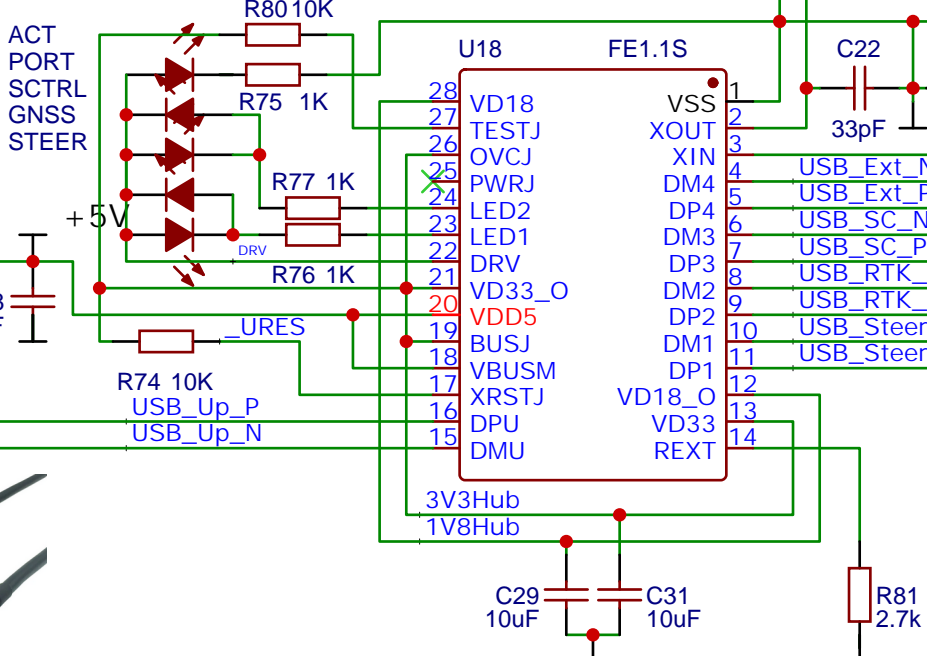 R80 10K
ACT
PORT
SCTRL
GNSS
STEER
R75 1K
U18 FE1.1S
C22
33pF
28 VD18
27 TESTJ
26 OVCJ
25 PWRJ
24 LED2
23 LED1
22 DRV
21 VD33_O
20 VDD5
19 BUSJ
18 VBUSM
17 XRSTJ
16 DPU
15 DMU
VSS 1
XOUT 2
XIN 3
DM4 4
DP4 5
DM3 6
DP3 7
DM2 8
DP2 9
DM1 10
DP1 11
VD18_O 12
VD33 13
REXT 14
USB_Ext_N
USB_Ext_P
USB_SC_N
USB_SC_P
USB_RTK_
USB_RTK_
USB_Steer
USB_Steer
R77 1K
+5V
DRV
R76 1K
_URES
R74 10K
USB_Up_P
USB_Up_N
3V3Hub
1V8Hub
C29
10uF
C31
10uF
R81
2.7k